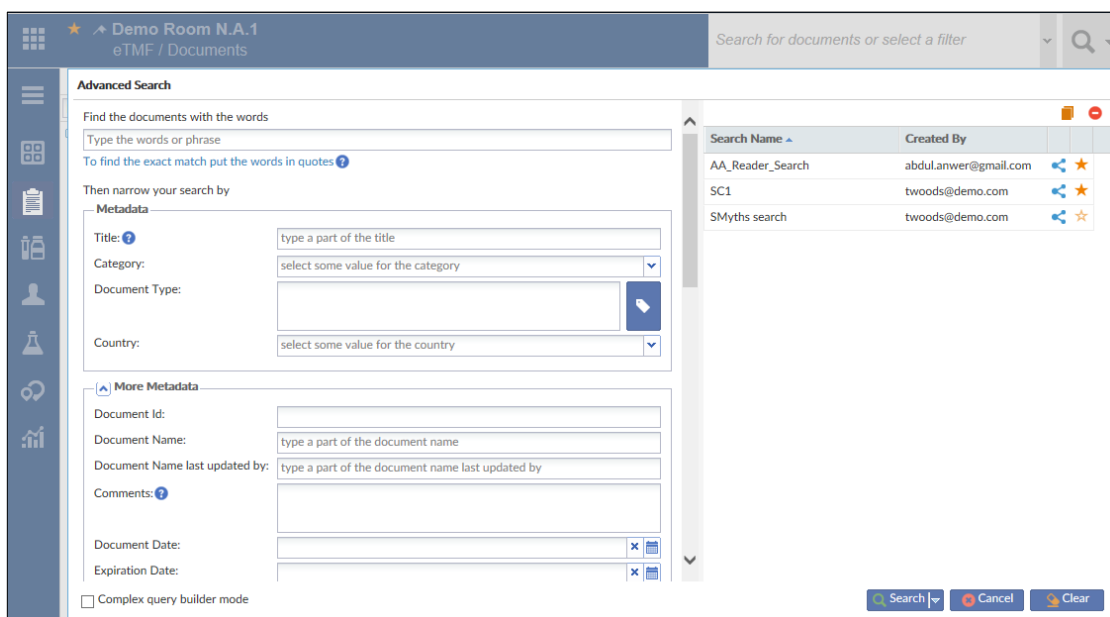 Demo Room N.A.1
eTMF / Documents
Search for documents or select a filter
Advanced Search
Find the documents with the words
Type the words or phrase
To find the exact match put the words in quotes ?
Then narrow your search by
Metadata
Title: ? type a part of the title
Category: select some value for the category
Document Type:
Country: select some value for the country
More Metadata
Document Id:
Document Name: type a part of the document name
Document Name last updated by: type a part of the document name last updated by
Comments: ?
Document Date:
Expiration Date:
Complex query builder mode
Search Name Created By
AA_Reader_Search abdul.anwer@gmail.com
SC1 twoods@demo.com
SMyths search twoods@demo.com
Search Cancel Clear